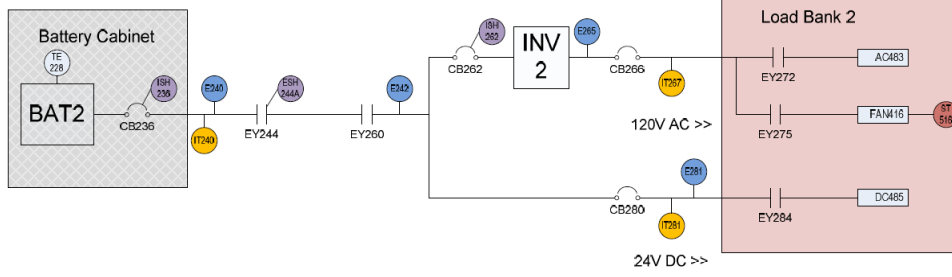 Battery Cabinet
TE
228
BAT2
ISH
236
CB236
E240
IT240
ESH
244A
EY244
EY260
E242
ISH
262
CB262
INV
2
E265
CB266
IT267
120V AC >>
Load Bank 2
EY272
AC483
EY275
FAN416
ST
516
CB280
E281
IT281
24V DC >>
EY284
DC485